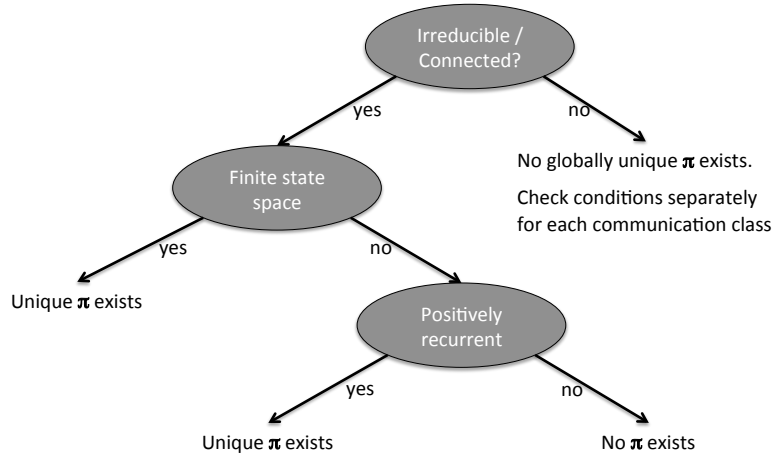 Irreducible /
Connected?
yes
no
No globally unique π exists.
Check conditions separately
for each communication class
Finite state
space
yes
no
Unique π exists
Positively
recurrent
yes
no
Unique π exists
No π exists